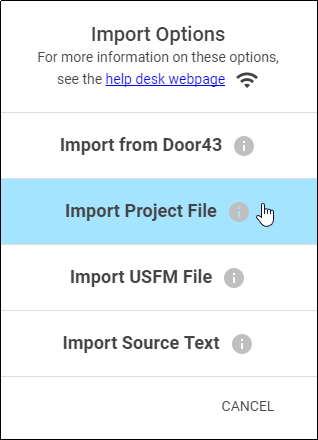 Import Options
For more information on these options,
see the help desk webpage
Import from Door43
Import Project File
Import USFM File
Import Source Text
CANCEL